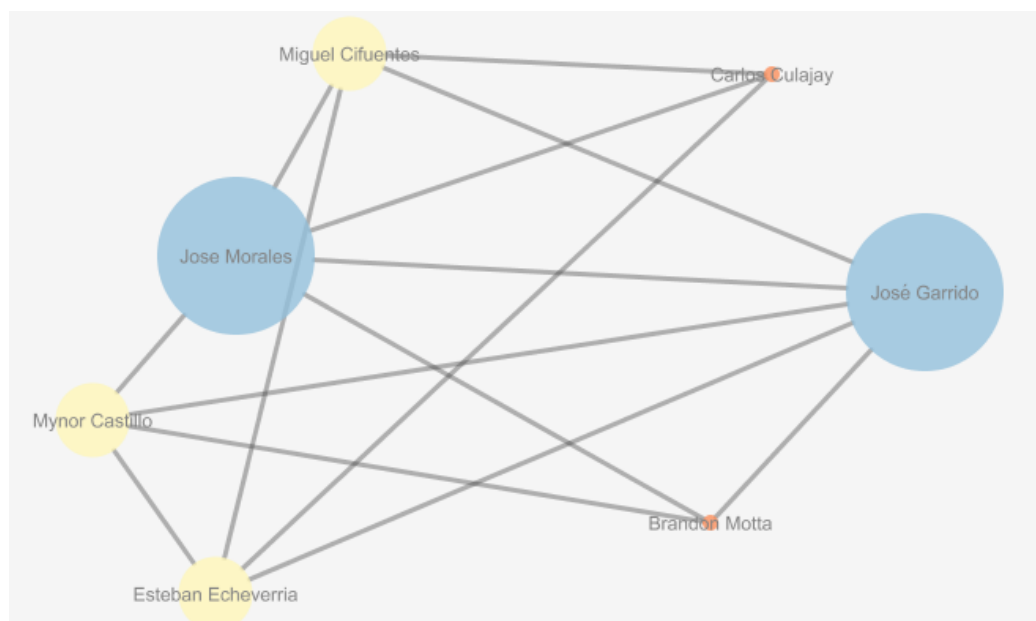 Miguel Cifuentes
Carlos Culajay
Jose Morales
José Garrido
Mynor Castillo
Brandon Motta
Esteban Echeverria